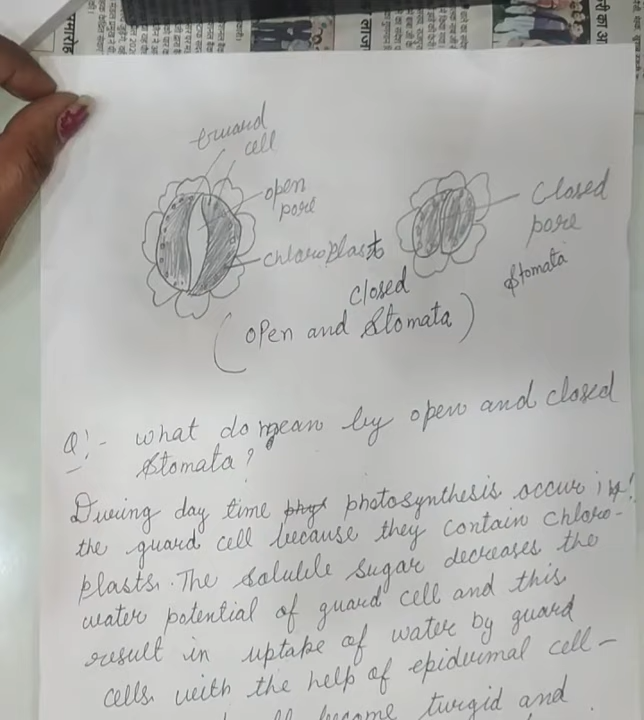 Guard
cell
open
pore
chloroplast
Closed
pore
Stomata
closed
(open and Stomata)
Q:- what do mean by open and closed
Stomata?
During day time photosynthesis occur in
the guard cell because they contain chloro-
plasts. The soluble sugar decreases the
water potential of guard cell and this
result in uptake of water by guard
cells with the help of epidermal cell -
become turgid and